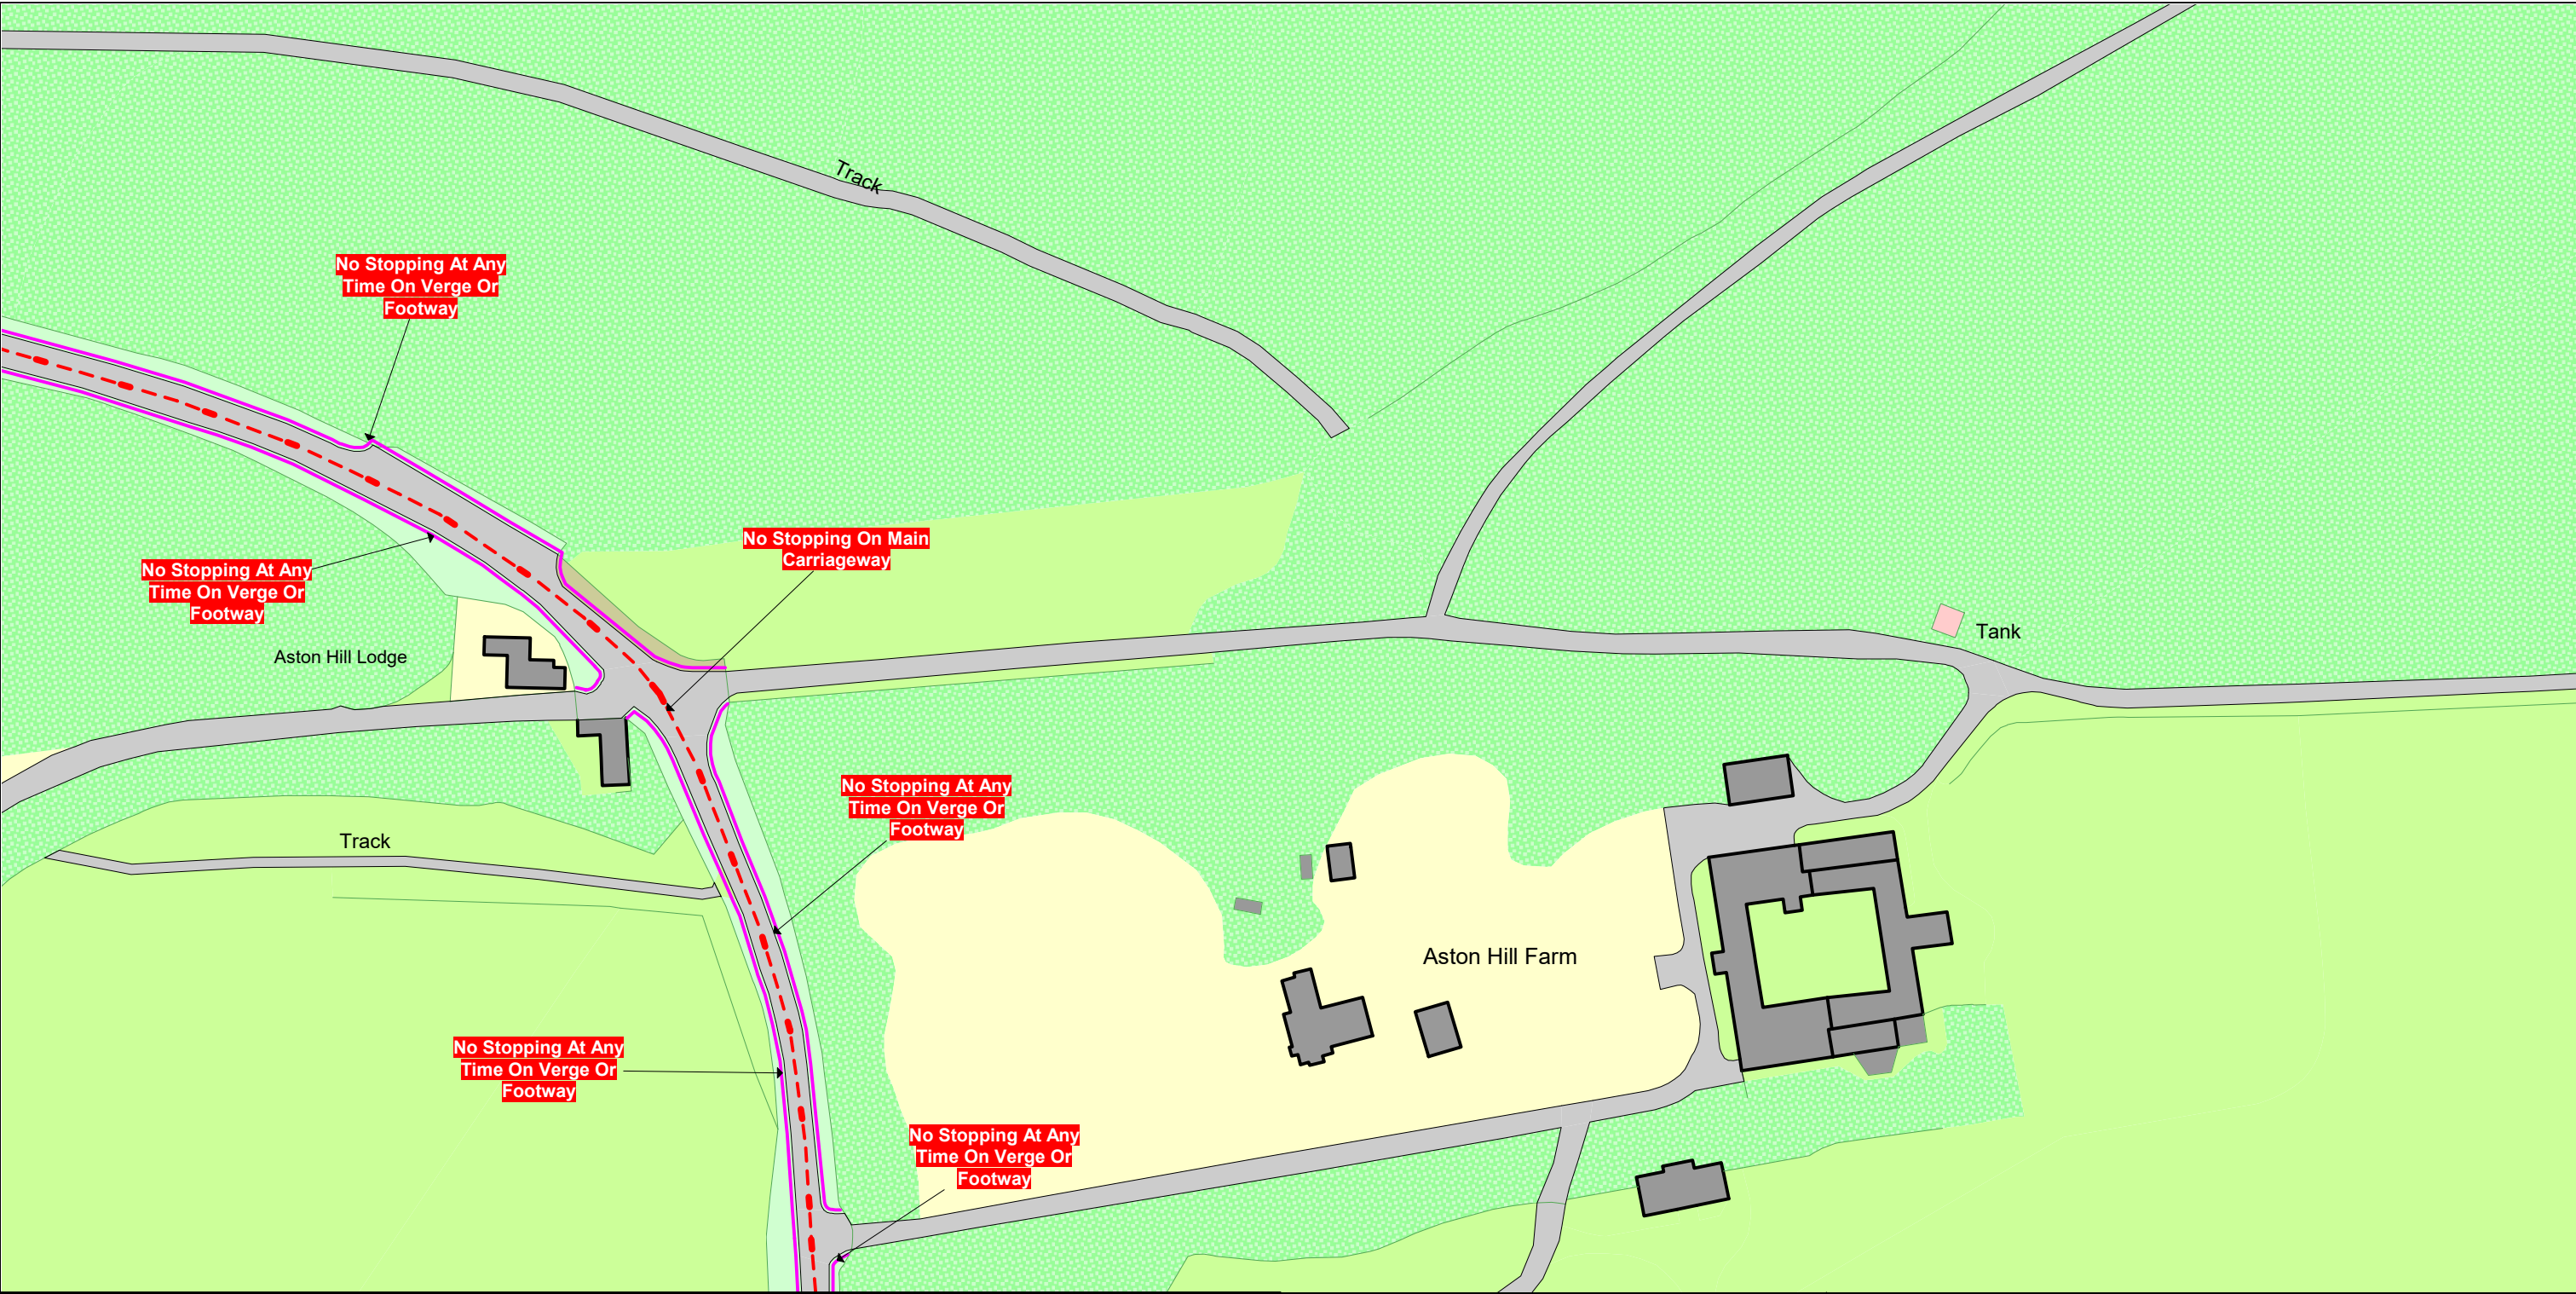 Track
No Stopping At Any
Time On Verge Or
Footway
No Stopping On Main
Carriageway
No Stopping At Any
Time On Verge Or
Footway
Tank
Aston Hill Lodge
No Stopping At Any
Time On Verge Or
Footway
Track
Aston Hill Farm
No Stopping At Any
Time On Verge Or
Footway
No Stopping At Any
Time On Verge Or
Footway